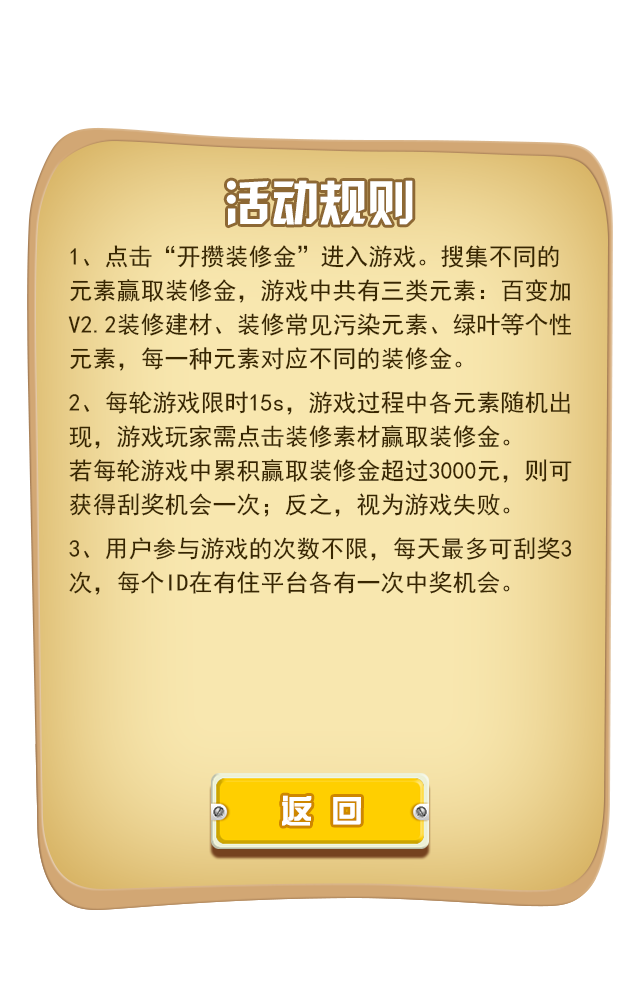 活动规则
1、点击“开攒装修金”进入游戏。搜集不同的
元素赢取装修金，游戏中共有三类元素：百变加
V2.2装修建材、装修常见污染元素、绿叶等个性
元素，每一种元素对应不同的装修金。
2、每轮游戏限时15s，游戏过程中各元素随机出
现，游戏玩家需点击装修素材赢取装修金。
若每轮游戏中累积赢取装修金超过3000元，则可
获得刮奖机会一次；反之，视为游戏失败。
3、用户参与游戏的次数不限，每天最多可刮奖3
次，每个ID在有住平台各有一次中奖机会。
返 回